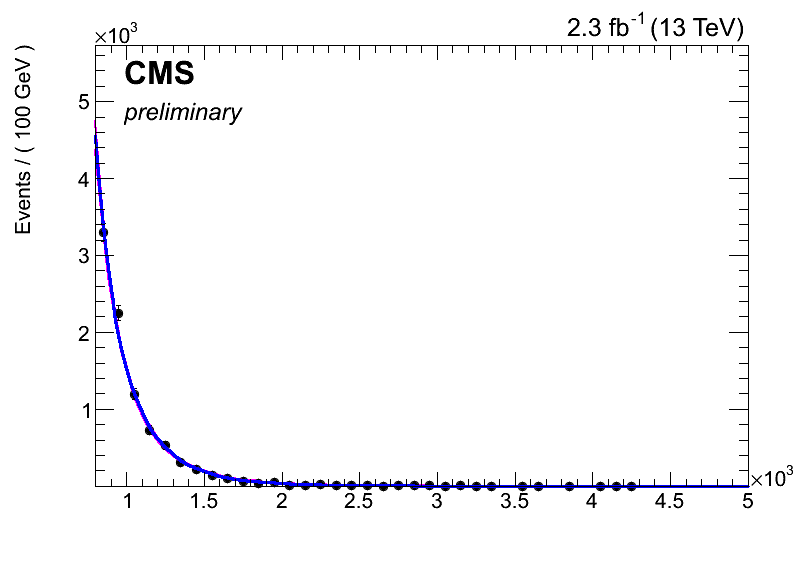 ×10³
2.3 fb⁻¹ (13 TeV)
CMS
preliminary
Events / ( 100 GeV )
5
4
3
2
1
×10³
1 1.5 2 2.5 3 3.5 4 4.5 5